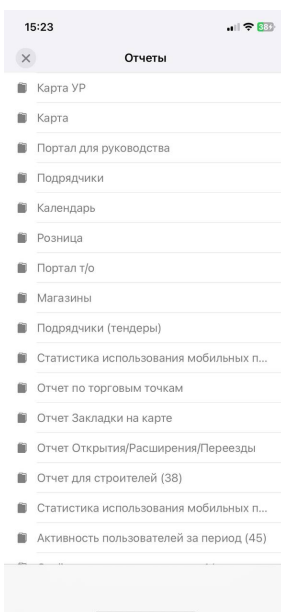 15:23
38
Отчеты
Карта УР
Карта
Портал для руководства
Подрядчики
Календарь
Розница
Портал т/о
Магазины
Подрядчики (тендеры)
Статистика использования мобильных п...
Отчет по торговым точкам
Отчет Закладки на карте
Отчет Открытия/Расширения/Переезды
Отчет для строителей (38)
Статистика использования мобильных п...
Активность пользователей за период (45)